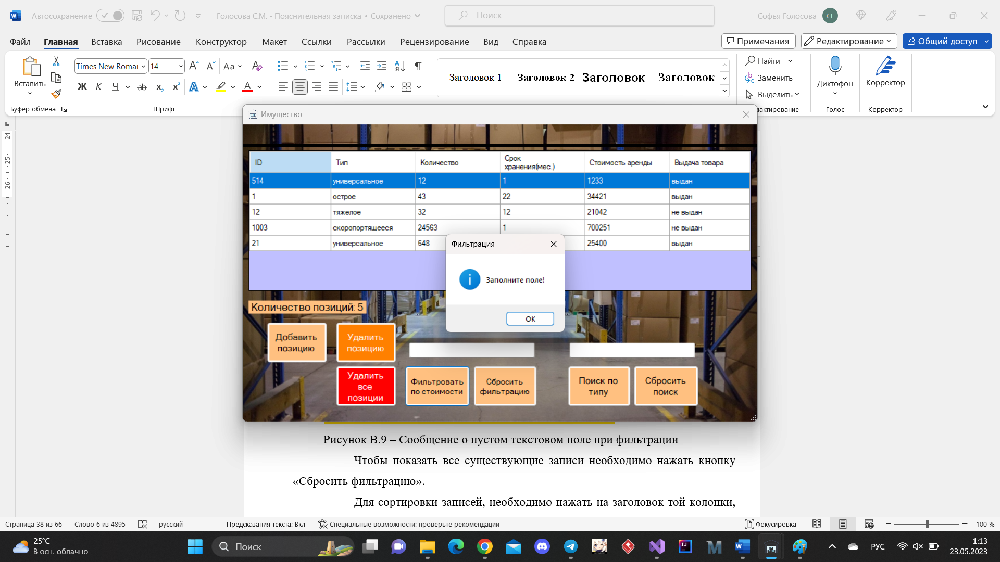 Автосохранение
Голосова С.М. - Пояснительная записка • Сохранено
Поиск
Софья Голосова
СГ
Файл
Главная
Вставка
Рисование
Конструктор
Макет
Ссылки
Рассылки
Рецензирование
Вид
Справка
Примечания
Редактирование
Общий доступ
Вставить
Буфер обмена
Times New Roman
14
Aa
Ж К Ч ab x₂ x² A A
Шрифт
Заголовок 1
Заголовок 2
Заголовок
Заголовок
Найти
Заменить
Выделить
дактирование
Диктофон
Голос
Корректор
Корректор
Имущество
ID Тип Количество Срок хранения(мес.) Стоимость аренды Выдача товара
514 универсальное 12 1 1233 выдан
1 острое 43 22 34421 выдан
12 тяжелое 32 12 21042 не выдан
1003 скоропортящееся 24563 1 700251 не выдан
21 универсальное 648 25400 выдан
Фильтрация
Заполните поле!
OK
Количество позиций: 5
Добавить
позицию
Удалить
позицию
Удалить
все
позиции
Фильтровать
по стоимости
Сбросить
фильтрацию
Поиск по
типу
Сбросить
поиск
24
25
26
Рисунок В.9 – Сообщение о пустом текстовом поле при фильтрации
Чтобы показать все существующие записи необходимо нажать кнопку
«Сбросить фильтрацию».
Для сортировки записей, необходимо нажать на заголовок той колонки,
Страница 38 из 66
Слово 6 из 4895
русский
Предсказания текста: Вкл
Специальные возможности: проверьте рекомендации
Фокусировка
100 %
25°C
В осн. облачно
Поиск
РУС
1:13
23.05.2023